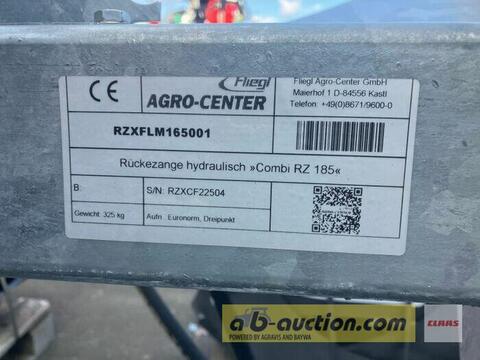 CE
Fliegl
AGRO-CENTER
Fliegl Agro-Center GmbH
Maierhof 1 D-84556 Kastl
Telefon: +49(0)8671/9600-0
RZXFLM165001
Rückezange hydraulisch »Combi RZ 185«
B:
S/N: RZXCF22504
Gewicht: 325 kg
Aufn.: Euronorm, Dreipunkt
ab-auction.com
POWERED BY AGRAVIS AND BAYWA
CLAAS